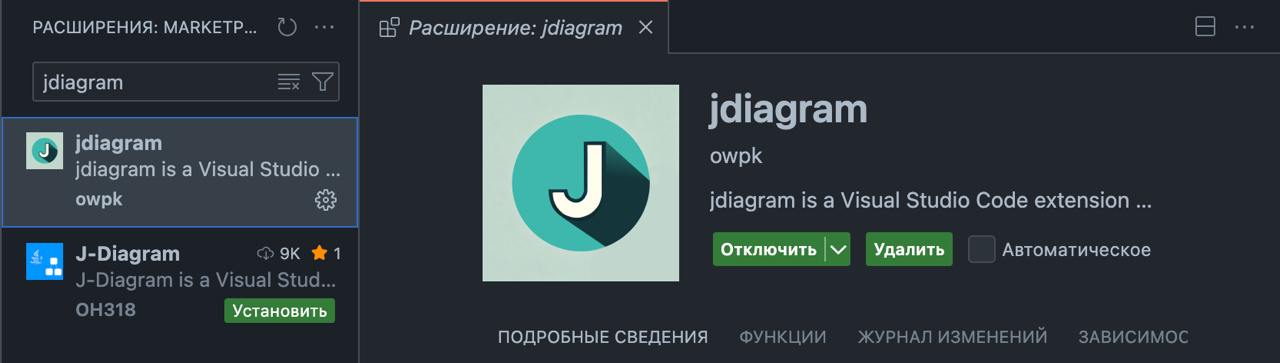 РАСШИРЕНИЯ: MARKETP...
jdiagram
jdiagram
jdiagram is a Visual Studio ...
owpk
J-Diagram 9K 1
J-Diagram is a Visual Stud...
OH318 Установить
Расширение: jdiagram
J
jdiagram
owpk
jdiagram is a Visual Studio Code extension ...
Отключить Удалить Автоматическое
ПОДРОБНЫЕ СВЕДЕНИЯ ФУНКЦИИ ЖУРНАЛ ИЗМЕНЕНИЙ ЗАВИСИМОС